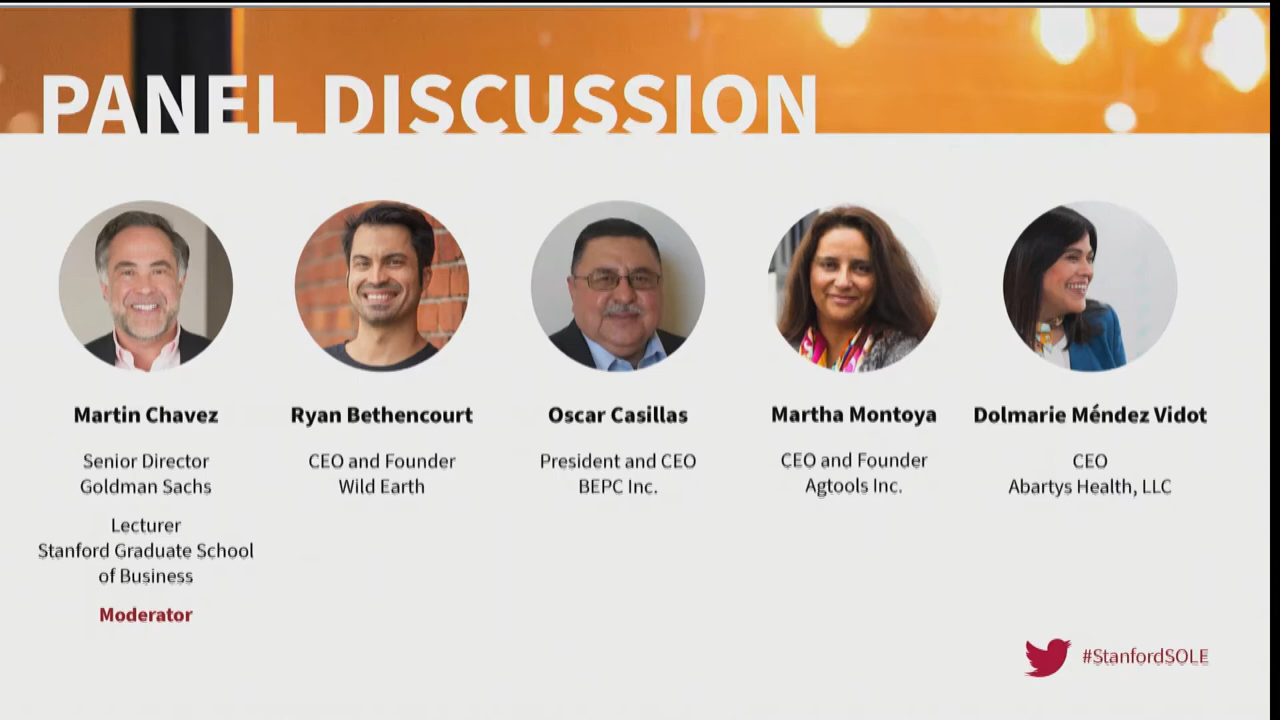 PANEL DISCUSSION
Martin Chavez
Senior Director
Goldman Sachs
Lecturer
Stanford Graduate School
of Business
Moderator
Ryan Bethencourt
CEO and Founder
Wild Earth
Oscar Casillas
President and CEO
BEPC Inc.
Martha Montoya
CEO and Founder
Agtools Inc.
Dolmarie Méndez Vidot
CEO
Abartys Health, LLC
#StanfordSOLE